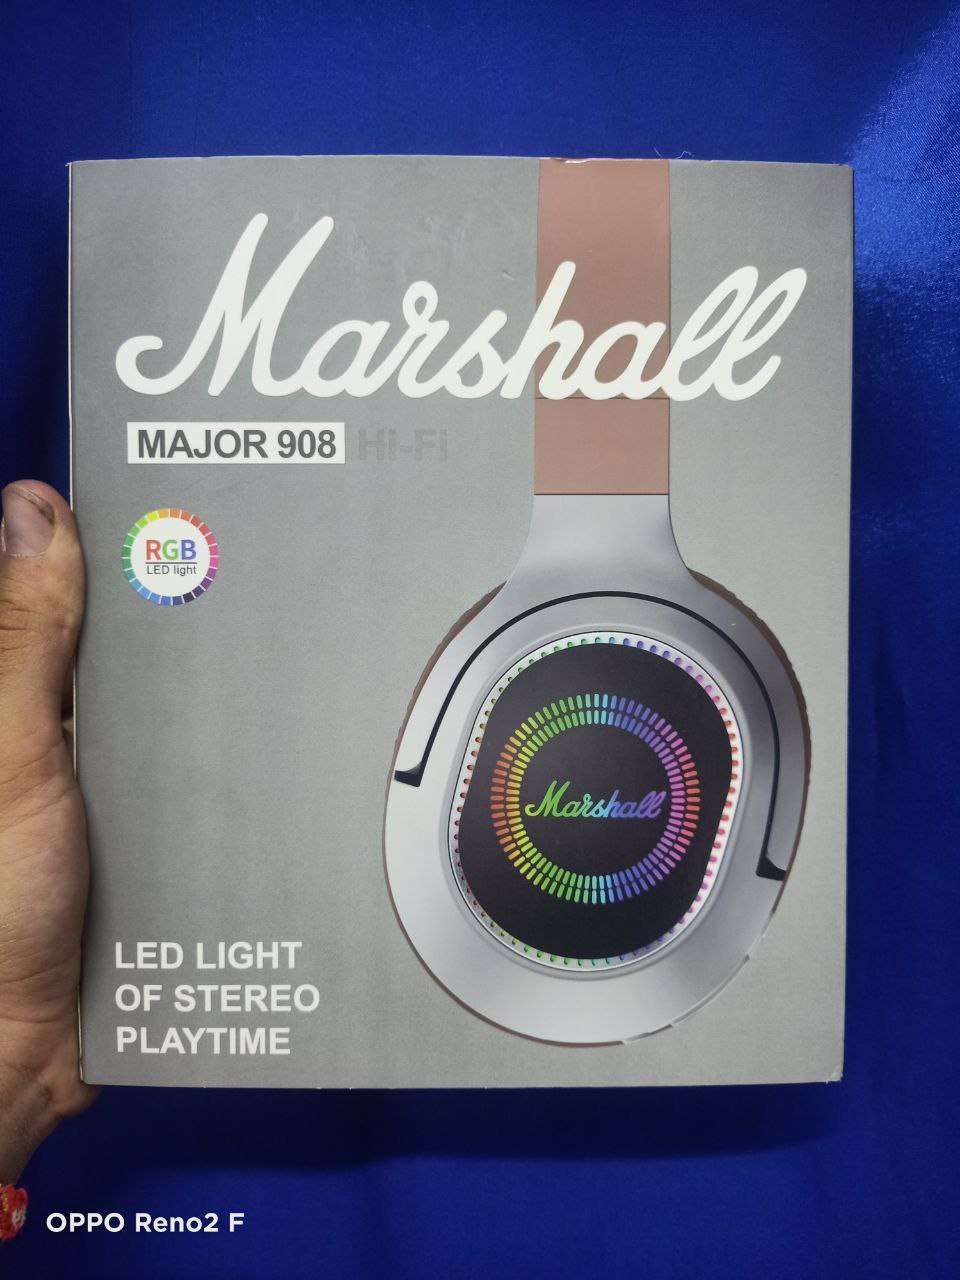 Marshall
MAJOR 908 Hi-Fi
RGB
LED light
Marshall
LED LIGHT
OF STEREO
PLAYTIME
OPPO Reno2 F